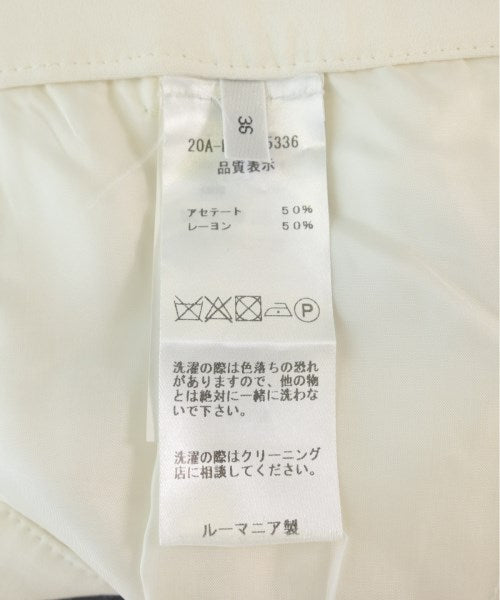 36
20A- 5336
品質表示
アセテート 50%
レーヨン 50%
P
洗濯の際は色落ちの恐れ
がありますので、他の物
とは絶対に一緒に洗わな
いで下さい。
洗濯の際はクリーニング
店に相談してください。
ルーマニア製